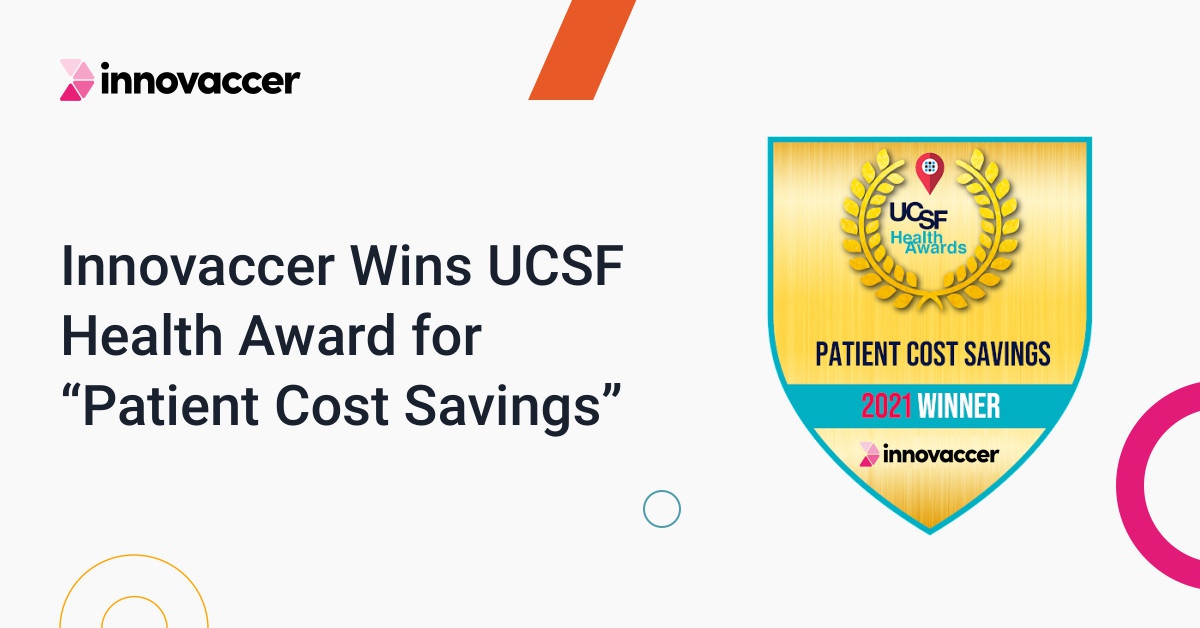 innovaccer
Innovaccer Wins UCSF
Health Award for
“Patient Cost Savings”
UCSF
Health
Awards
PATIENT COST SAVINGS
2021 WINNER
innovaccer